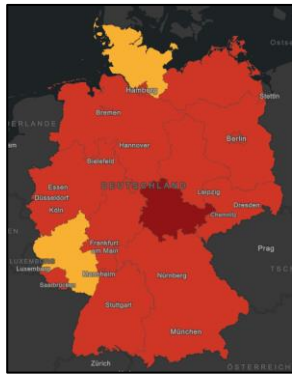 Hamburg
Stettin
Bremen
Berlin
Hannover
Bielefeld
DEUTSCHLAND
Essen
Düsseldorf
Köln
Leipzig
Dresden
Chemnitz
Frankfurt
am Main
Prag
LUXEMBURG
Luxemburg
Mannheim
Saarbrücken
Nürnberg
Stuttgart
München
Zürich
ÖSTERREICH